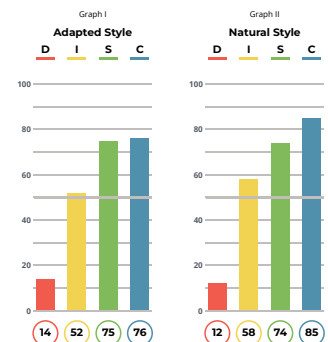 Graph I
Adapted Style
D I S C
100
80
60
40
20
0
14 52 75 76
Graph II
Natural Style
D I S C
100
80
60
40
20
0
12 58 74 85